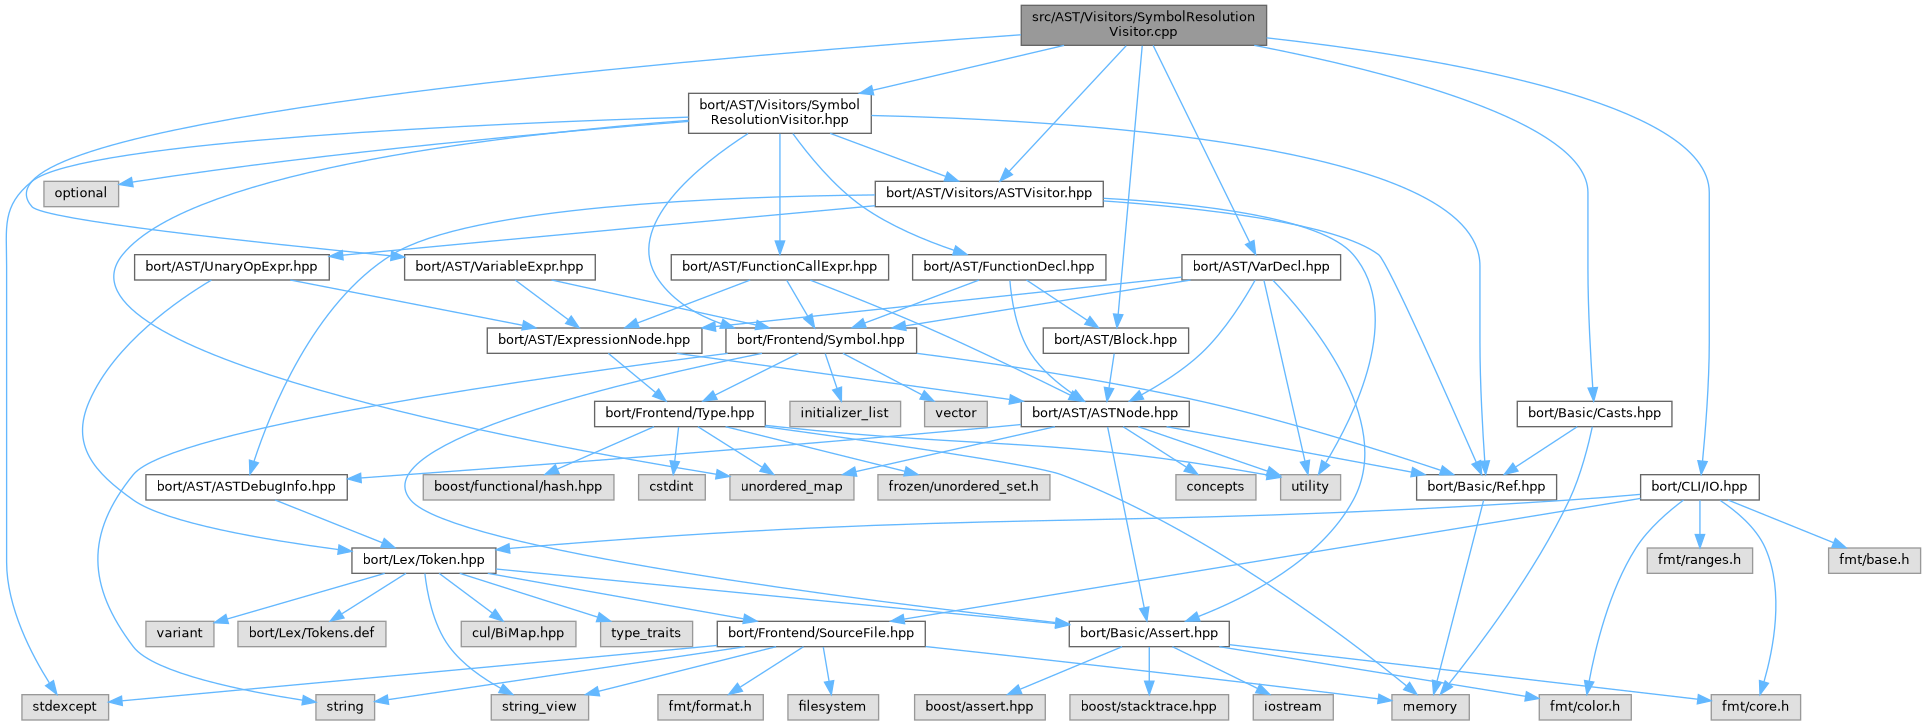 src/AST/Visitors/SymbolResolution
Visitor.cpp
bort/AST/Visitors/Symbol
ResolutionVisitor.hpp
optional
bort/AST/Visitors/ASTVisitor.hpp
bort/AST/UnaryOpExpr.hpp
bort/AST/VariableExpr.hpp
bort/AST/FunctionCallExpr.hpp
bort/AST/FunctionDecl.hpp
bort/AST/VarDecl.hpp
bort/AST/ExpressionNode.hpp
bort/Frontend/Symbol.hpp
bort/AST/Block.hpp
bort/Frontend/Type.hpp
initializer_list
vector
bort/AST/ASTNode.hpp
bort/Basic/Casts.hpp
bort/AST/ASTDebugInfo.hpp
boost/functional/hash.hpp
cstdint
unordered_map
frozen/unordered_set.h
concepts
utility
bort/Basic/Ref.hpp
bort/CLI/IO.hpp
bort/Lex/Token.hpp
fmt/ranges.h
fmt/base.h
variant
bort/Lex/Tokens.def
cul/BiMap.hpp
type_traits
bort/Frontend/SourceFile.hpp
bort/Basic/Assert.hpp
stdexcept
string
string_view
fmt/format.h
filesystem
boost/assert.hpp
boost/stacktrace.hpp
iostream
memory
fmt/color.h
fmt/core.h